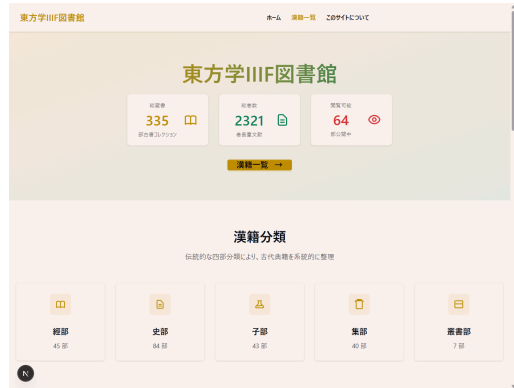 東方学IIIF図書館
ホーム 漢籍一覧 このサイトについて
東方学IIIF図書館
総叢書
335
部古書コレクション
総巻数
2321
巻貴重文献
閲覧可能
64
部公開中
漢籍一覧 →
漢籍分類
伝統的な四部分類により、古代典籍を系統的に整理
經部
45 部
史部
84 部
子部
43 部
集部
40 部
叢書部
7 部
N